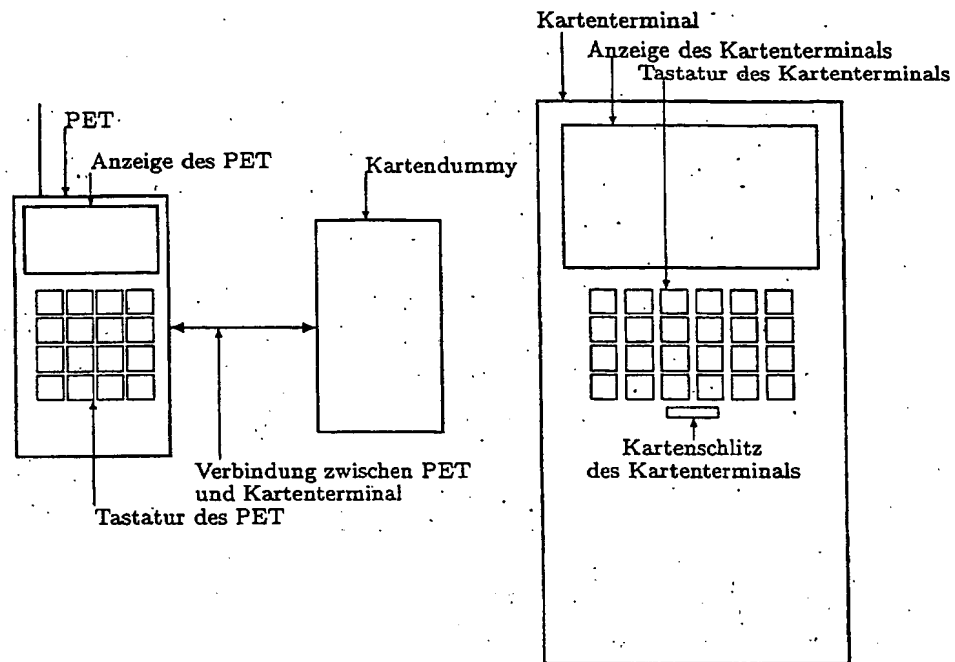 Kartenterminal
Anzeige des Kartenterminals
Tastatur des Kartenterminals
PET
Anzeige des PET
Kartendummy
Kartenschlitz
des Kartenterminals
Verbindung zwischen PET
und Kartenterminal
Tastatur des PET